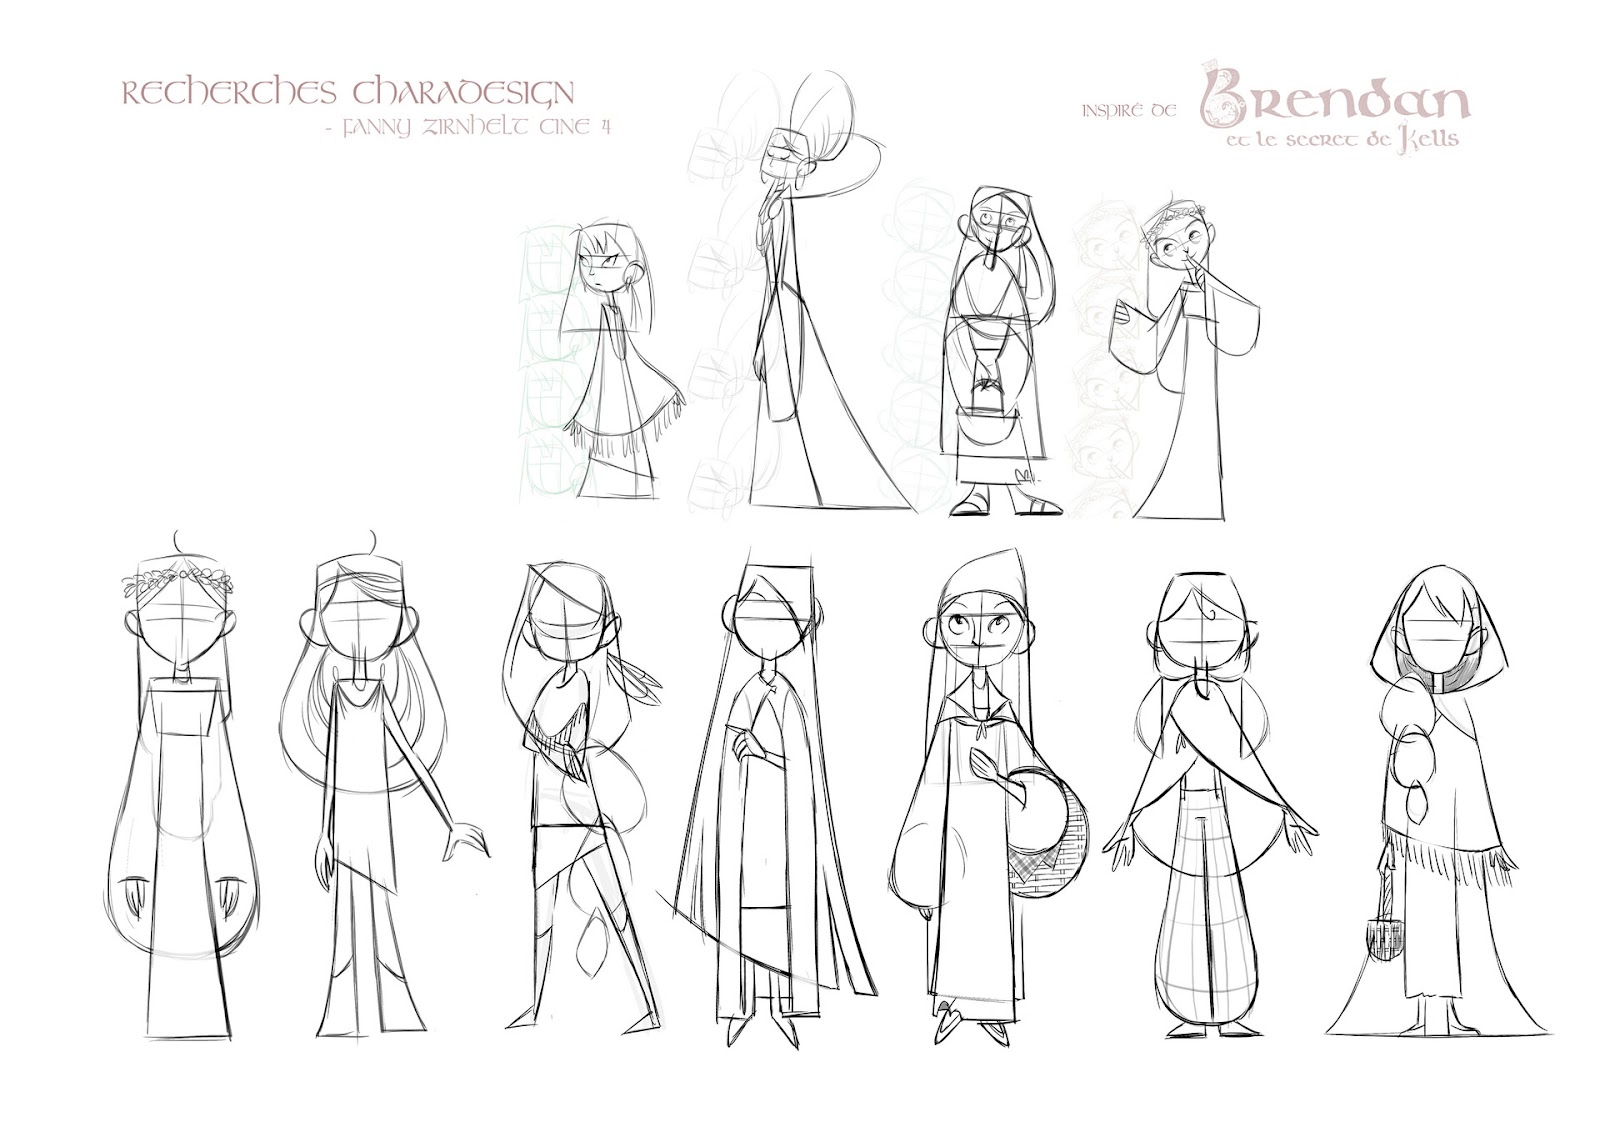 Recherches Charadesign
- Fanny Zirnhelt Cine 4
inspiré de Brendan
et le secret de Kells